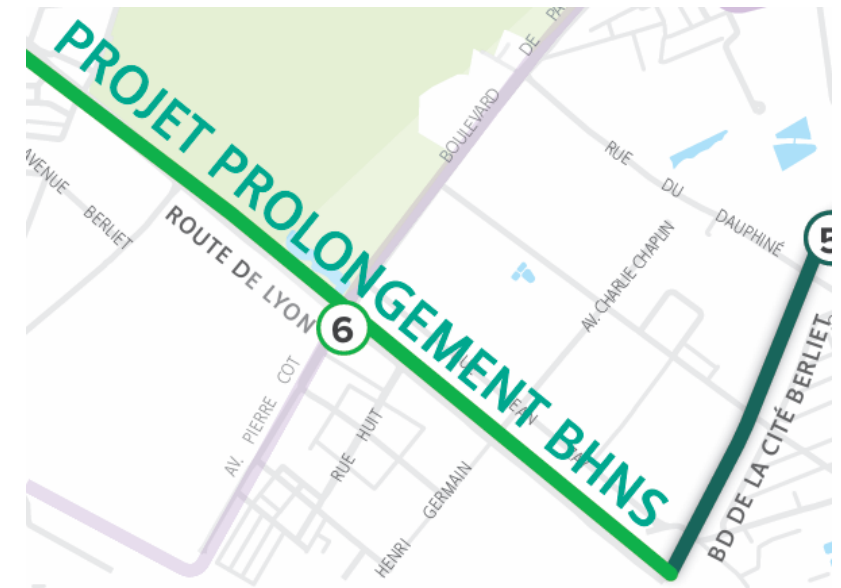 PROJET PROLONGEMENT BHNS
BOULEVARD DE
RUE DU DAUPHINÉ
AVENUE BERLIET
ROUTE DE LYON
AV. CHARLIE CHAPLIN
5
6
BD DE LA CITÉ BERLIET
AV. PIERRE COT
RUE HUIT
HENRI GERMAIN